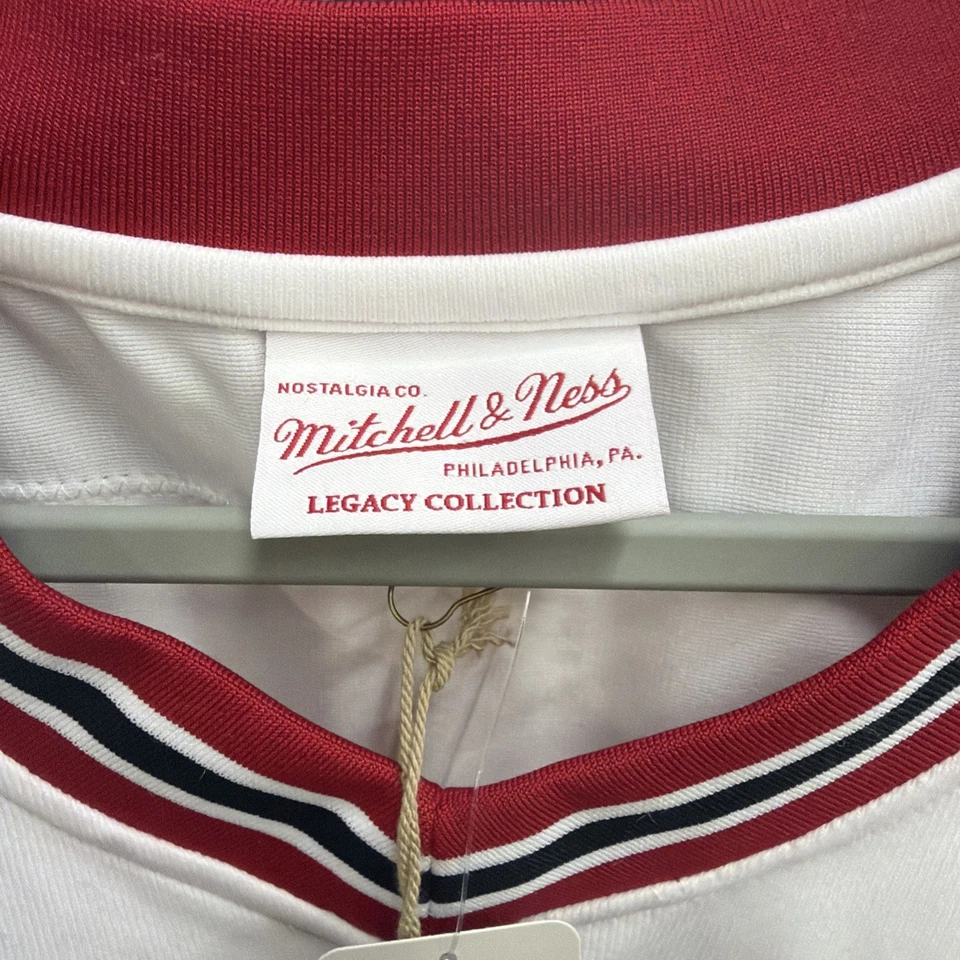 NOSTALGIA CO.
Mitchell & Ness
PHILADELPHIA, PA.
LEGACY COLLECTION